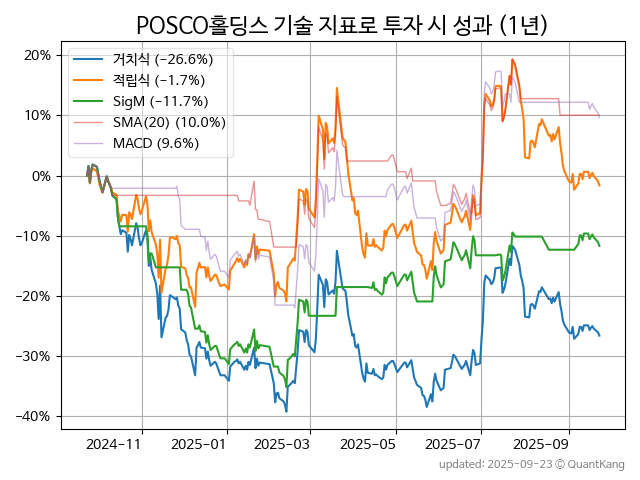 POSCO홀딩스 기술 지표로 투자 시 성과 (1년)
거치식 (−26.6%)
적립식 (−1.7%)
SigM (−11.7%)
SMA(20) (10.0%)
MACD (9.6%)
20%
10%
0%
−10%
−20%
−30%
−40%
2024-11 2025-01 2025-03 2025-05 2025-07 2025-09
updated: 2025-09-23 ⓒ QuantKang